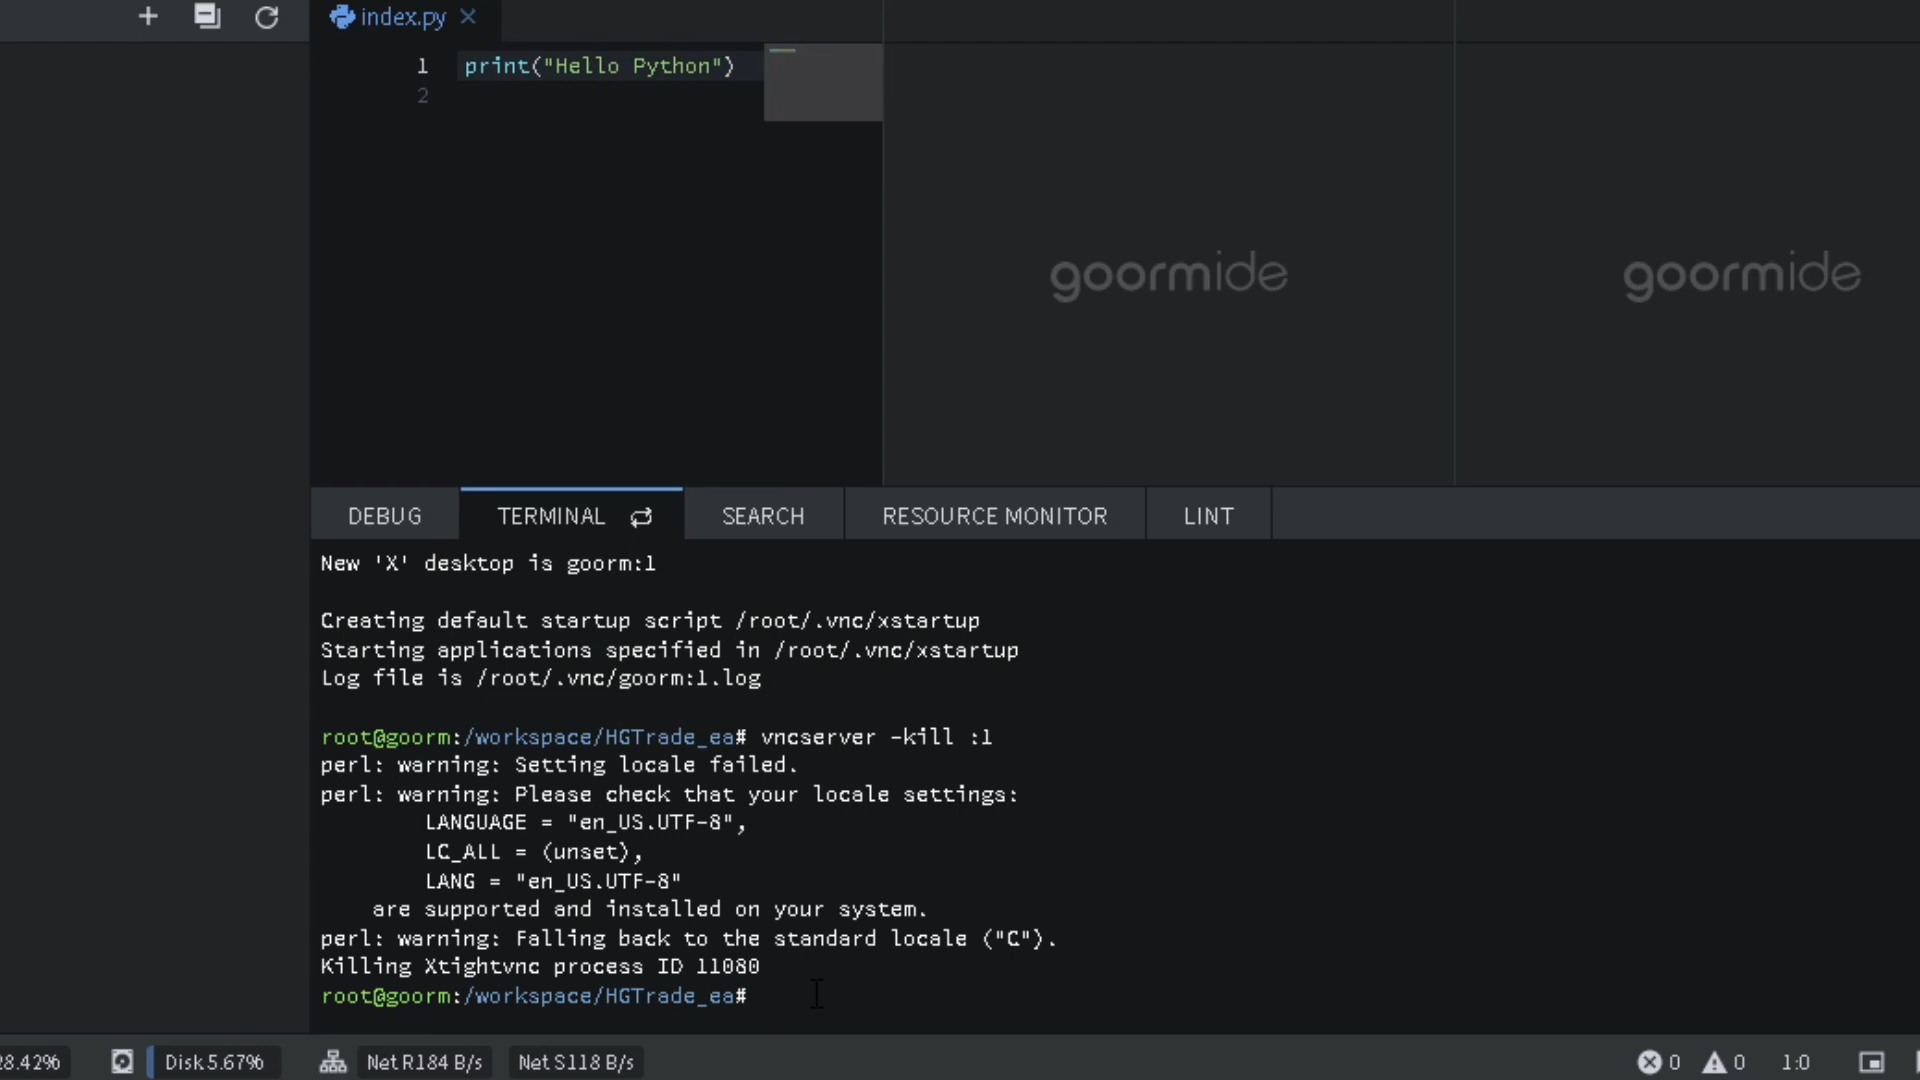 index.py
1 print("Hello Python")
2
goormide
goormide
DEBUG TERMINAL SEARCH RESOURCE MONITOR LINT
New 'X' desktop is goorm:1
Creating default startup script /root/.vnc/xstartup
Starting applications specified in /root/.vnc/xstartup
Log file is /root/.vnc/goorm:1.log
root@goorm:/workspace/HGTrade_ea# vncserver -kill :1
perl: warning: Setting locale failed.
perl: warning: Please check that your locale settings:
LANGUAGE = "en_US.UTF-8",
LC_ALL = (unset),
LANG = "en_US.UTF-8"
are supported and installed on your system.
perl: warning: Falling back to the standard locale ("C").
Killing Xtightvnc process ID 11080
root@goorm:/workspace/HGTrade_ea#
8.42% Disk 5.67% Net R184 B/s Net S118 B/s 0 0 1:0